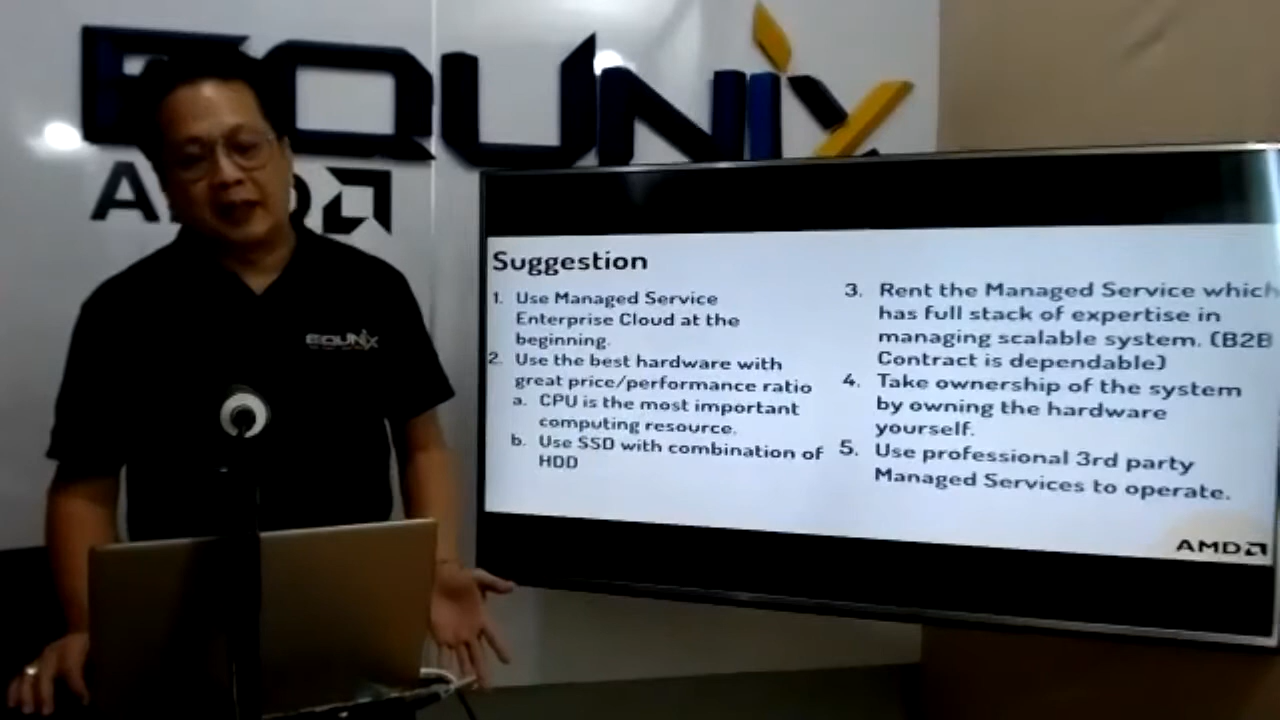 EQUNIX
AMD
EQUNIX
Suggestion
1. Use Managed Service
Enterprise Cloud at the
beginning.
2. Use the best hardware with
great price/performance ratio
a. CPU is the most important
computing resource.
b. Use SSD with combination of
HDD
3. Rent the Managed Service which
has full stack of expertise in
managing scalable system. (B2B
Contract is dependable)
4. Take ownership of the system
by owning the hardware
yourself.
5. Use professional 3rd party
Managed Services to operate.
AMD